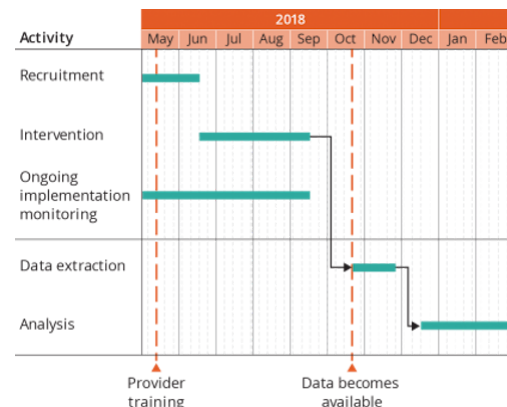 2018
Activity May Jun Jul Aug Sep Oct Nov Dec Jan Feb
Recruitment
Intervention
Ongoing
implementation
monitoring
Data extraction
Analysis
Provider
training
Data becomes
available